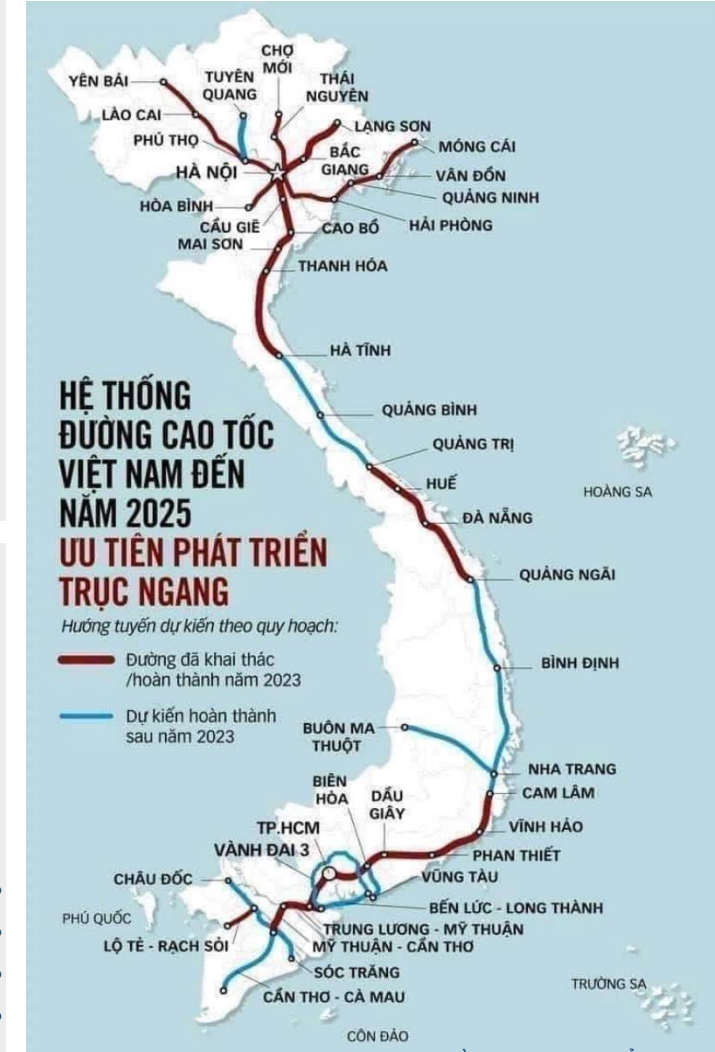 CHỢ
MỚI
YÊN BÁI
TUYÊN
QUANG
THÁI
NGUYÊN
LÀO CAI
LẠNG SƠN
PHÚ THỌ
MÓNG CÁI
BẮC
GIANG
HÀ NỘI
VÂN ĐỒN
QUẢNG NINH
HÒA BÌNH
CẦU GIẼ
CAO BỒ
HẢI PHÒNG
MAI SƠN
THANH HÓA
HÀ TĨNH
HỆ THỐNG
ĐƯỜNG CAO TỐC
VIỆT NAM ĐẾN
NĂM 2025
ƯU TIÊN PHÁT TRIỂN
TRỤC NGANG
Hướng tuyến dự kiến theo quy hoạch:
Đường đã khai thác
/hoàn thành năm 2023
Dự kiến hoàn thành
sau năm 2023
QUẢNG BÌNH
QUẢNG TRỊ
HUẾ
HOÀNG SA
ĐÀ NẴNG
QUẢNG NGÃI
BÌNH ĐỊNH
BUÔN MA
THUỘT
NHA TRANG
BIÊN
HÒA
DẦU
GIÂY
CAM LÂM
TP.HCM
VĨNH HẢO
VÀNH ĐAI 3
PHAN THIẾT
CHÂU ĐỐC
VŨNG TÀU
PHÚ QUỐC
BẾN LỨC - LONG THÀNH
TRUNG LƯƠNG - MỸ THUẬN
LỘ TẺ - RẠCH SỎI
MỸ THUẬN - CẦN THƠ
SÓC TRĂNG
TRƯỜNG SA
CẦN THƠ - CÀ MAU
CÔN ĐẢO